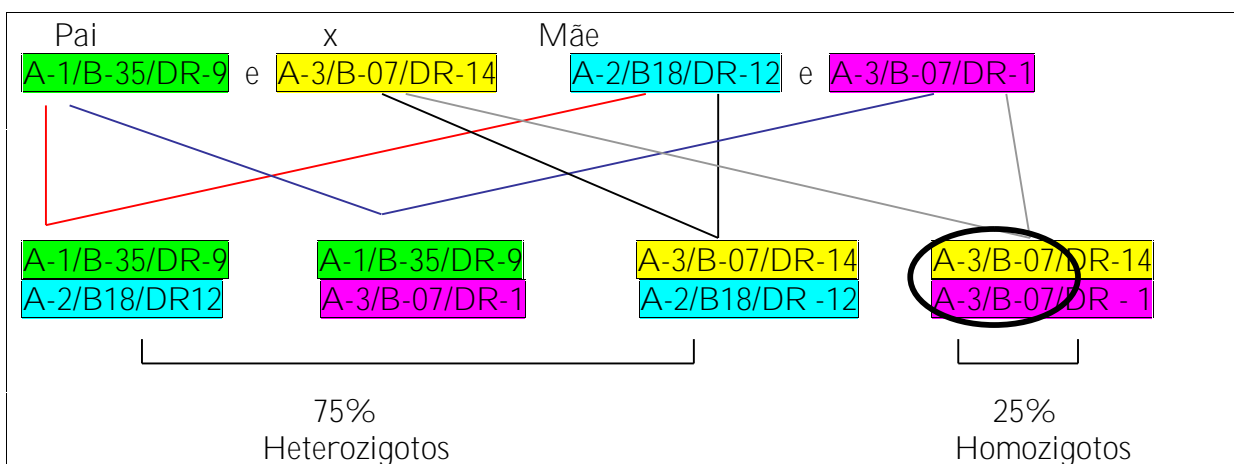 Pai x Mãe
A-1/B-35/DR-9 e A-3/B-07/DR-14 A-2/B18/DR-12 e A-3/B-07/DR-1
A-1/B-35/DR-9 A-1/B-35/DR-9 A-3/B-07/DR-14 A-3/B-07/DR-14
A-2/B18/DR12 A-3/B-07/DR-1 A-2/B18/DR -12 A-3/B-07/DR - 1
75% 25%
Heterozigotos Homozigotos